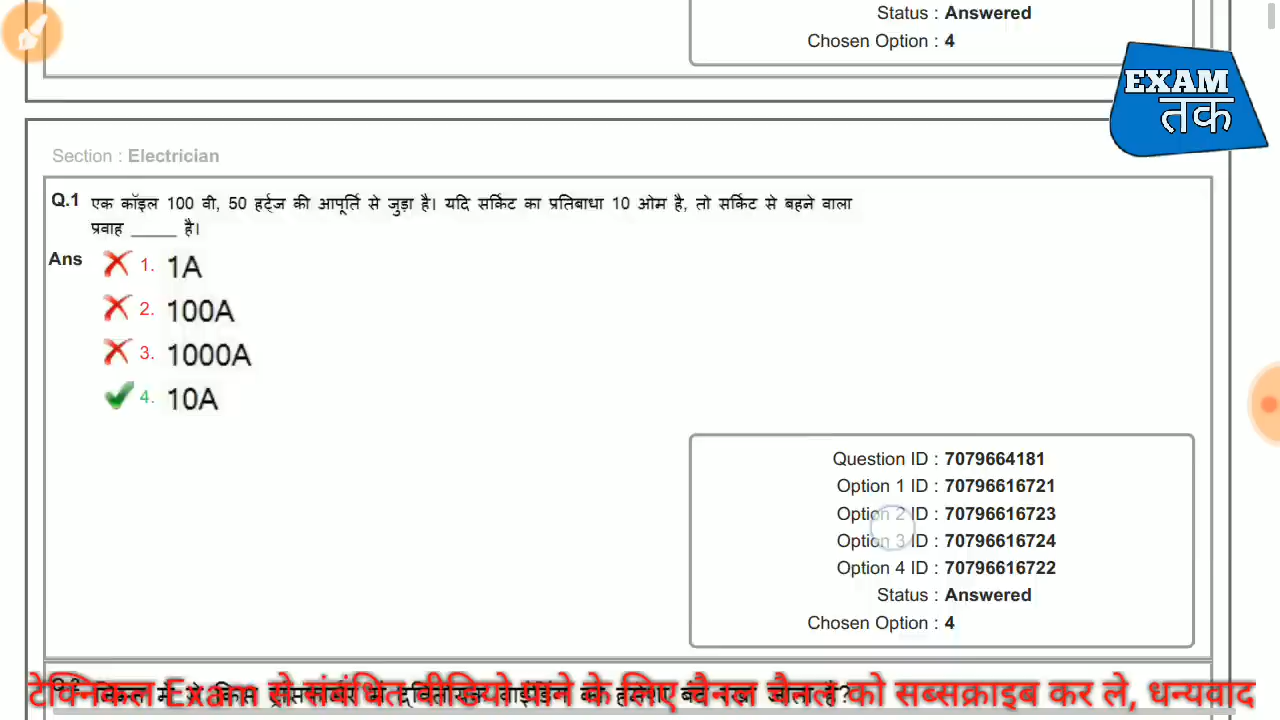 Status : Answered
Chosen Option : 4
EXAM
तक
Section : Electrician
Q.1 एक कॉइल 100 वी, 50 हर्ट्ज की आपूर्ति से जुड़ा है। यदि सर्किट का प्रतिबाधा 10 ओम है, तो सर्किट से बहने वाला
प्रवाह _____ है।
Ans
1. 1A
2. 100A
3. 1000A
4. 10A
Question ID : 7079664181
Option 1 ID : 70796616721
Option 2 ID : 70796616723
Option 3 ID : 70796616724
Option 4 ID : 70796616722
Status : Answered
Chosen Option : 4
टेक्निकल Exam से संबंधित वीडियो पाने के लिए चैनल को सब्सक्राइब कर ले, धन्यवाद